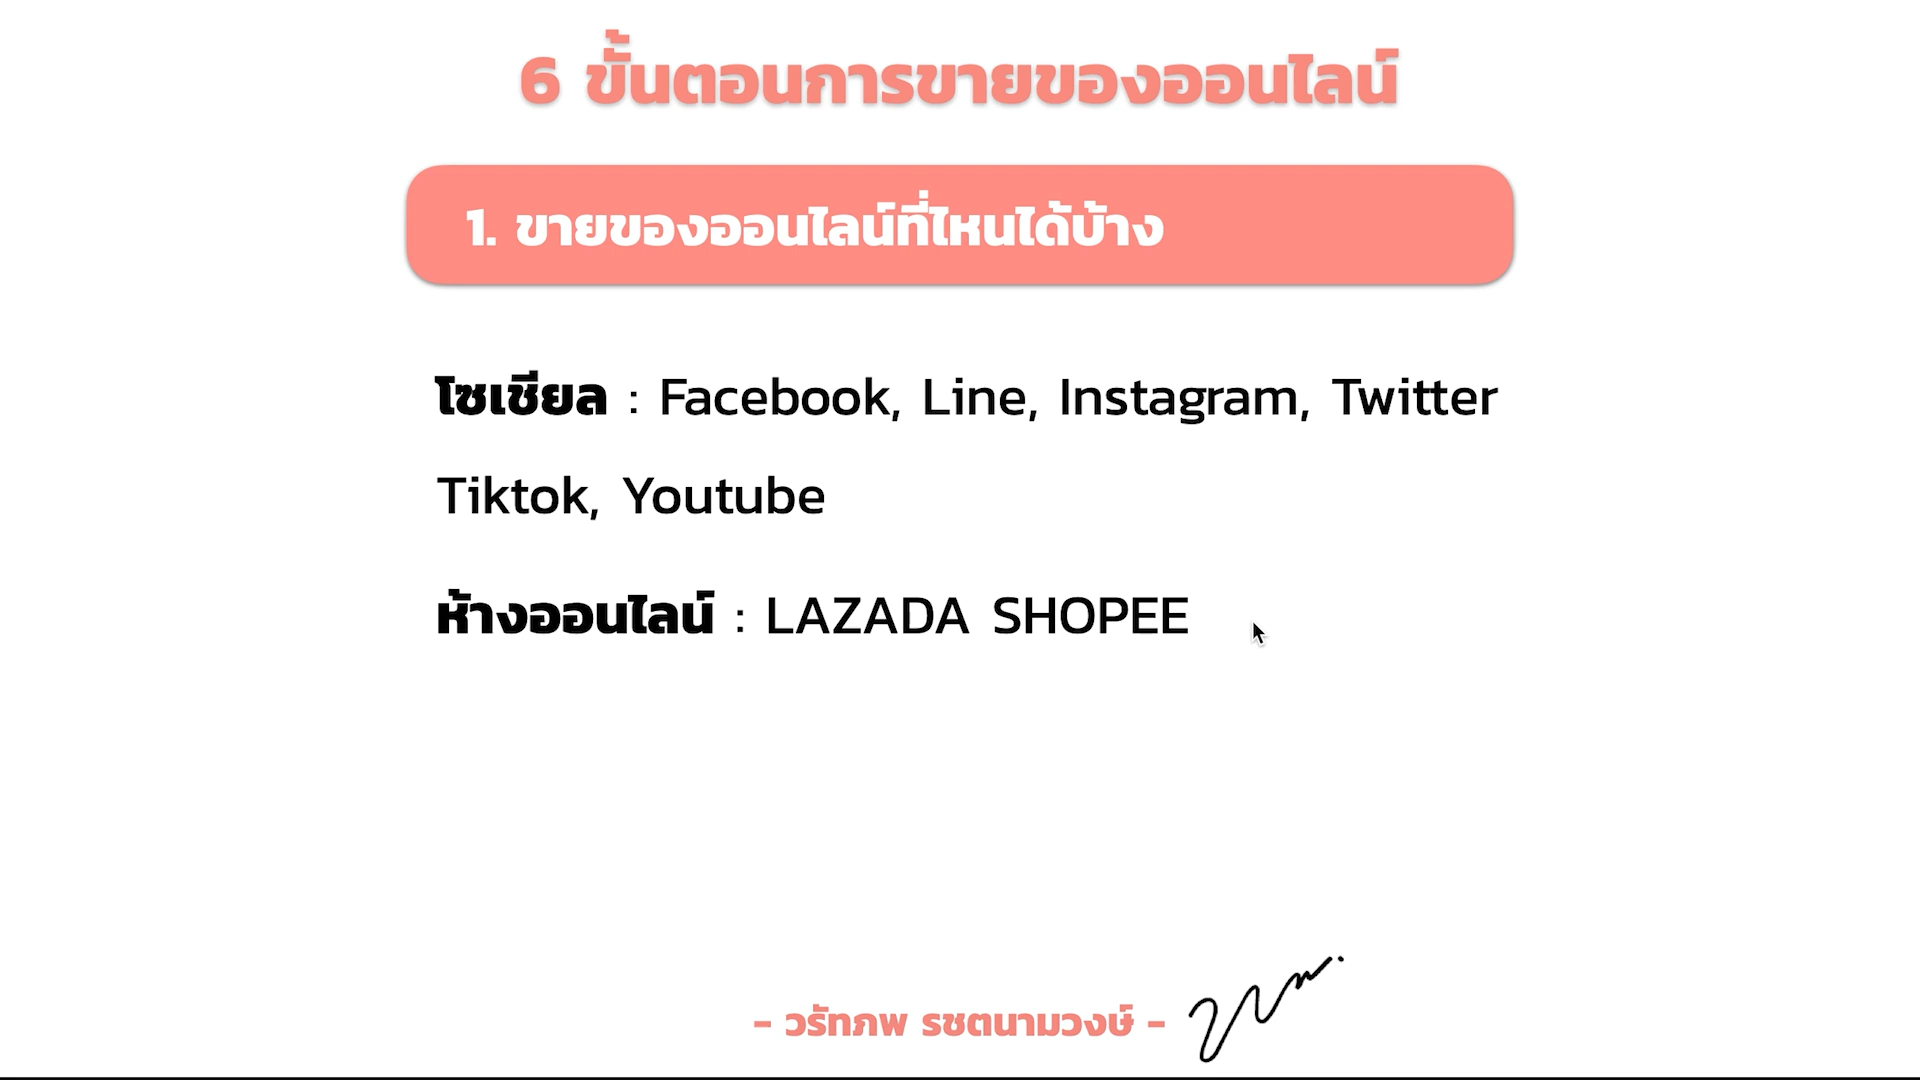 6 ขั้นตอนการขายของออนไลน์
1. ขายของออนไลน์ที่ไหนได้บ้าง
โซเชียล : Facebook, Line, Instagram, Twitter
Tiktok, Youtube
ห้างออนไลน์ : LAZADA SHOPEE
- วรัทภพ รชตนามวงษ์ -